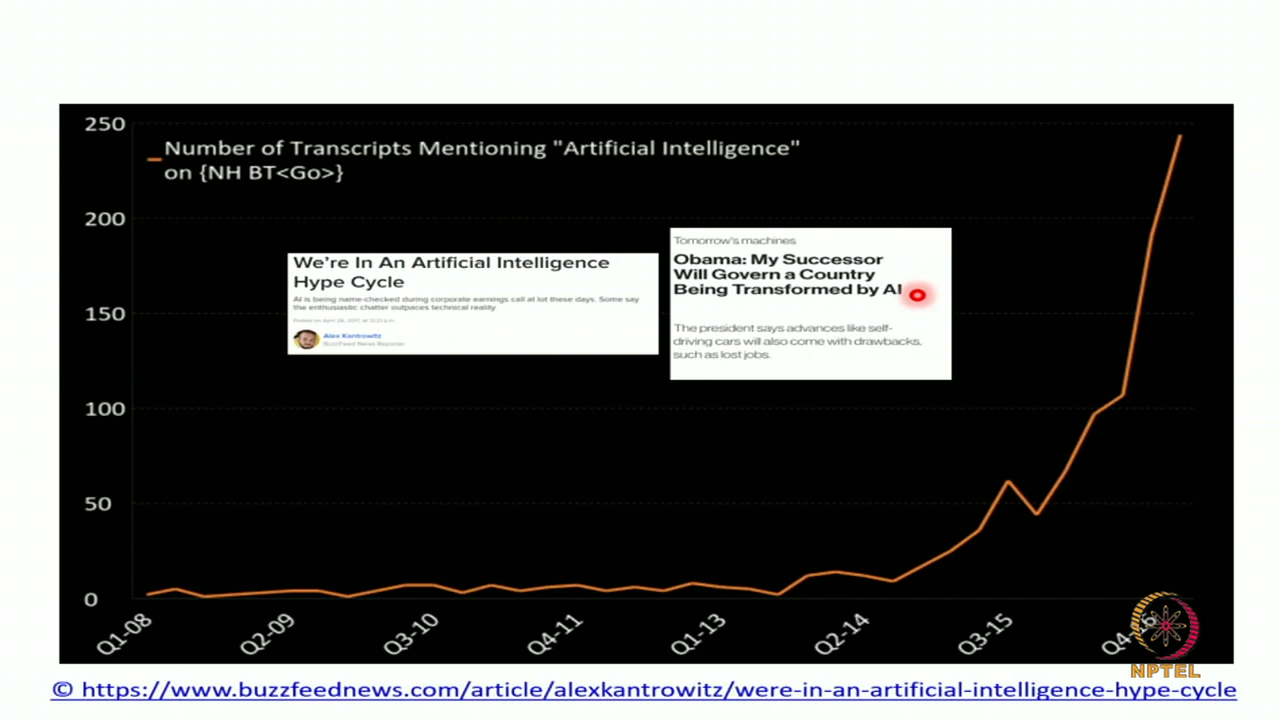 250
Number of Transcripts Mentioning "Artificial Intelligence"
on {NH BT<Go>}
200
We're In An Artificial Intelligence
Hype Cycle
AI is being name-checked during corporate earnings call at lot these days. Some say
the enthusiastic chatter outpaces technical reality.
Alex Kantrowitz
BuzzFeed News Reporter
Tomorrow's machines
Obama: My Successor
Will Govern a Country
Being Transformed by AI
The president says advances like self-
driving cars will also come with drawbacks,
such as lost jobs.
150
100
50
0
Q1-08
Q2-09
Q3-10
Q4-11
Q1-13
Q2-14
Q3-15
Q4-16
NPTEL
© https://www.buzzfeednews.com/article/alexkantrowitz/were-in-an-artificial-intelligence-hype-cycle